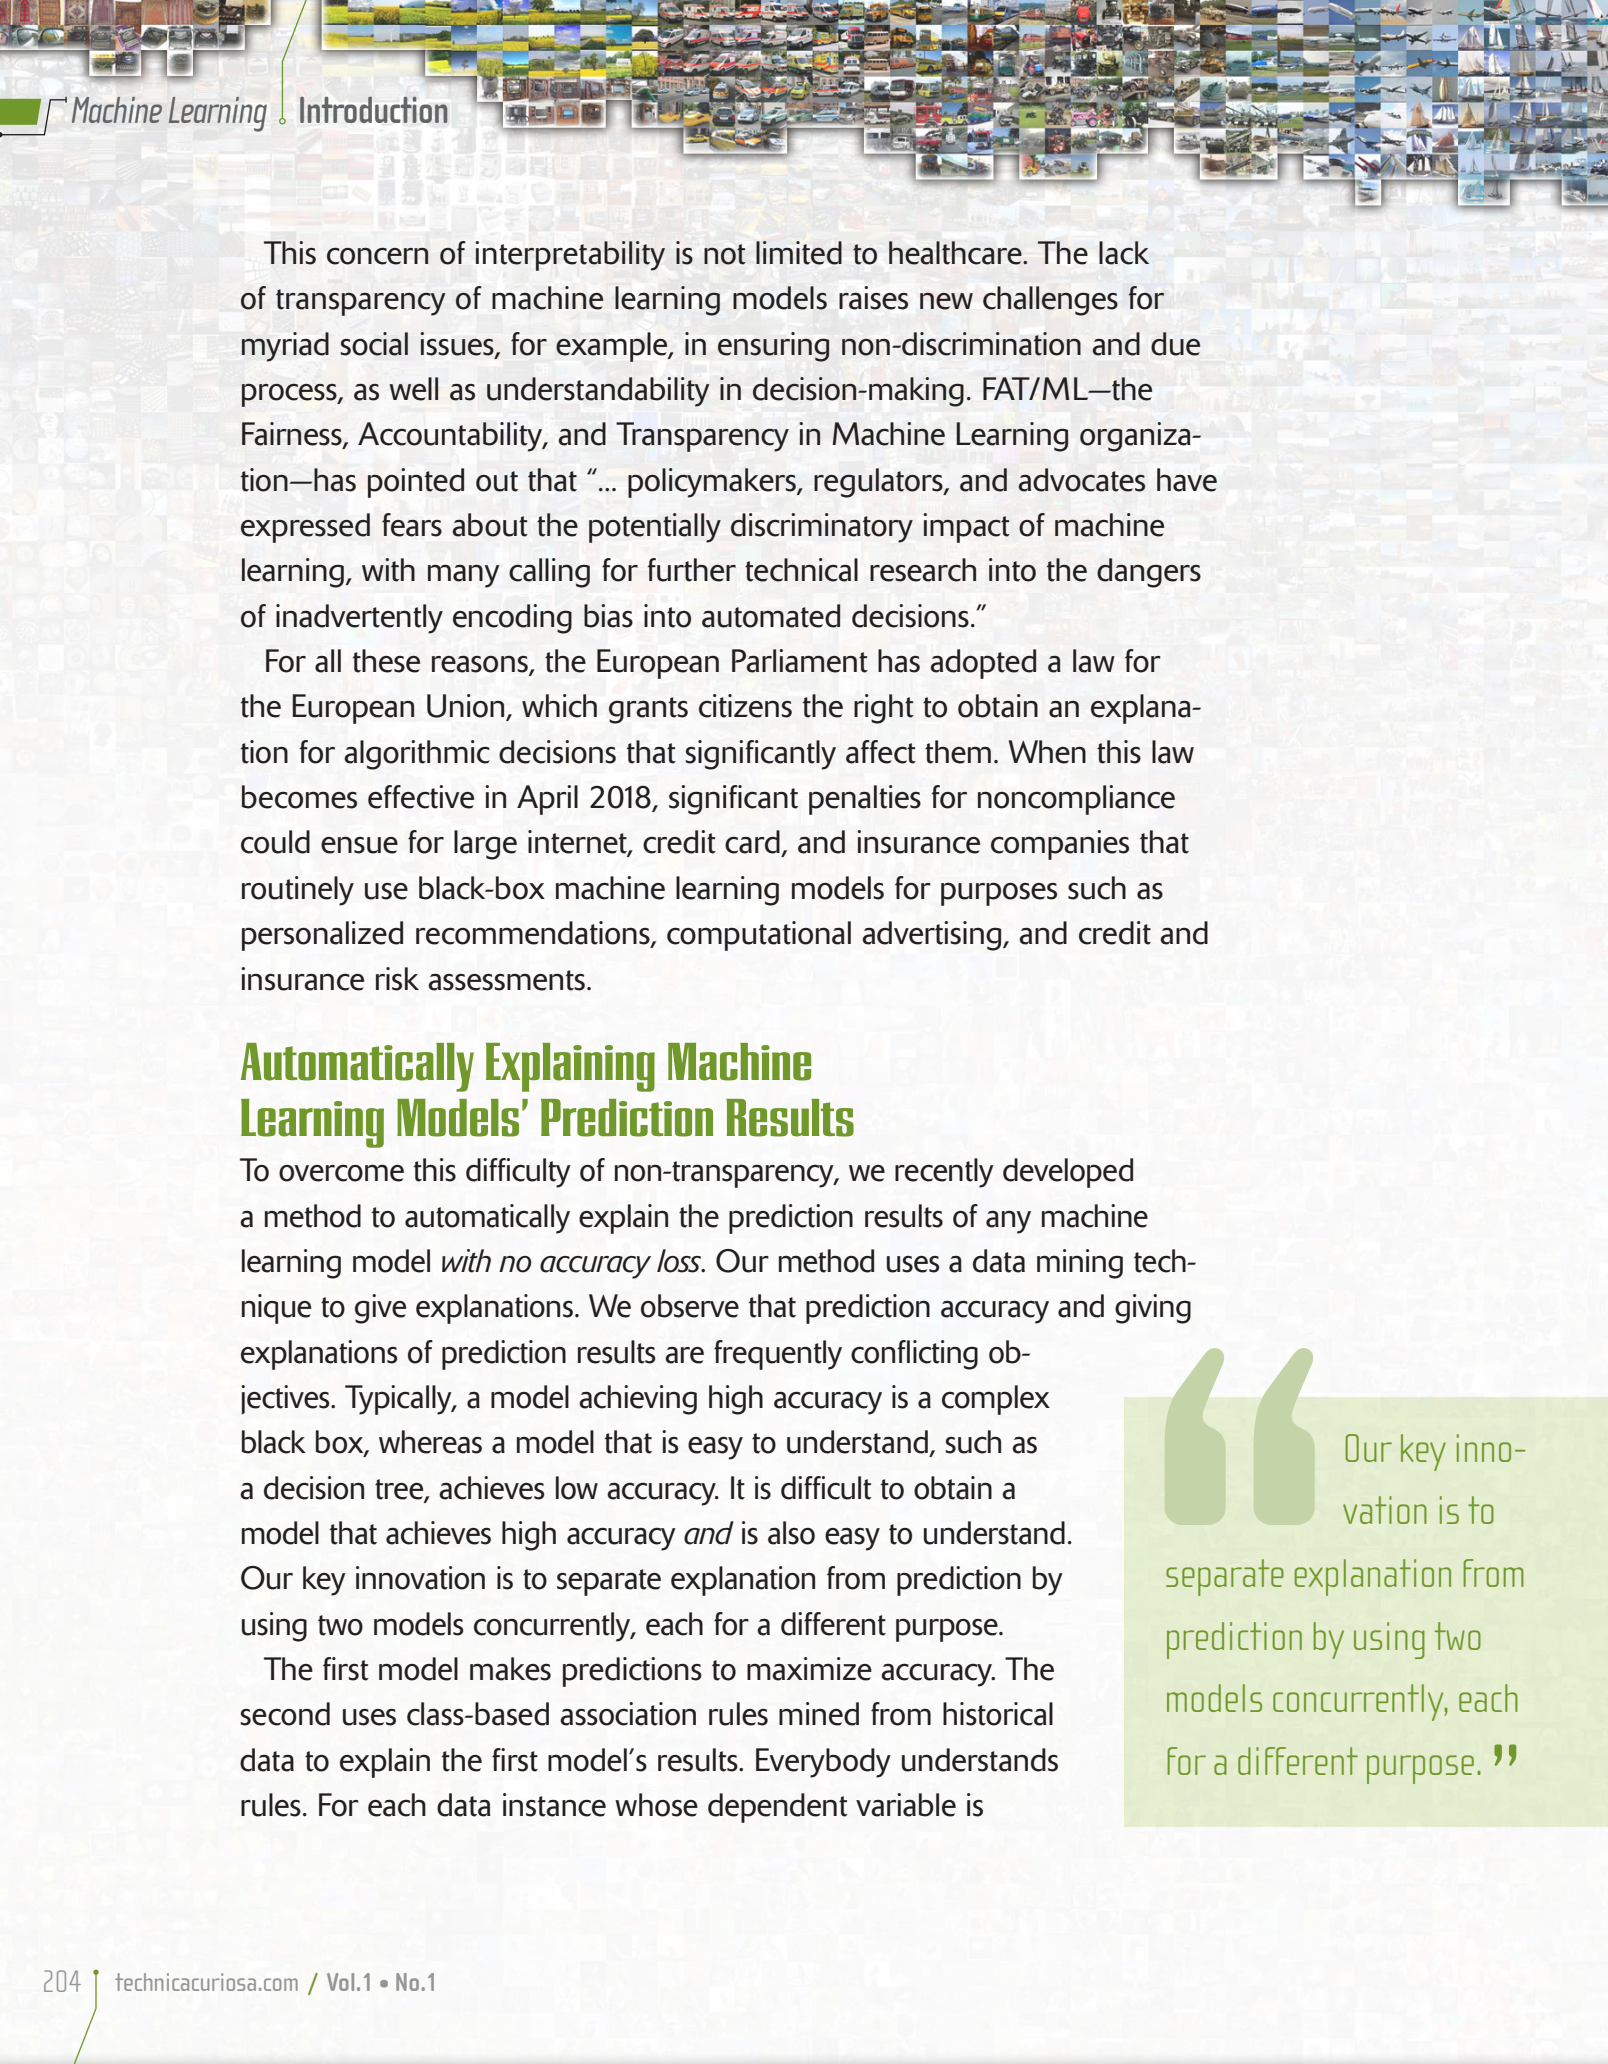 Machine Learning Introduction
This concern of interpretability is not limited to healthcare. The lack
of transparency of machine learning models raises new challenges for
myriad social issues, for example, in ensuring non-discrimination and due
process, as well as understandability in decision-making. FAT/ML—the
Fairness, Accountability, and Transparency in Machine Learning organiza-
tion—has pointed out that “... policymakers, regulators, and advocates have
expressed fears about the potentially discriminatory impact of machine
learning, with many calling for further technical research into the dangers
of inadvertently encoding bias into automated decisions.”
For all these reasons, the European Parliament has adopted a law for
the European Union, which grants citizens the right to obtain an explana-
tion for algorithmic decisions that significantly affect them. When this law
becomes effective in April 2018, significant penalties for noncompliance
could ensue for large internet, credit card, and insurance companies that
routinely use black-box machine learning models for purposes such as
personalized recommendations, computational advertising, and credit and
insurance risk assessments.
Automatically Explaining Machine
Learning Models’ Prediction Results
To overcome this difficulty of non-transparency, we recently developed
a method to automatically explain the prediction results of any machine
learning model with no accuracy loss. Our method uses a data mining tech-
nique to give explanations. We observe that prediction accuracy and giving
explanations of prediction results are frequently conflicting ob-
jectives. Typically, a model achieving high accuracy is a complex
black box, whereas a model that is easy to understand, such as
a decision tree, achieves low accuracy. It is difficult to obtain a
model that achieves high accuracy and is also easy to understand.
Our key innovation is to separate explanation from prediction by
using two models concurrently, each for a different purpose.
The first model makes predictions to maximize accuracy. The
second uses class-based association rules mined from historical
data to explain the first model’s results. Everybody understands
rules. For each data instance whose dependent variable is
“ Our key inno-
vation is to
separate explanation from
prediction by using two
models concurrently, each
for a different purpose. ”
204 technicacuriosa.com / Vol.1 • No.1